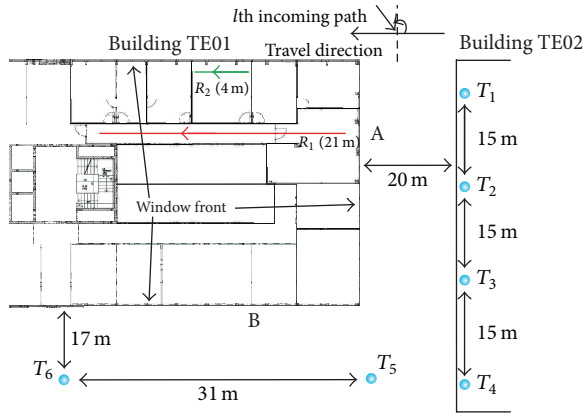 lth incoming path
Building TE01
Travel direction
Building TE02
R2 (4 m)
T1
R1 (21 m)
A
15 m
20 m
T2
Window front
15 m
T3
B
17 m
15 m
T6
T5
31 m
T4